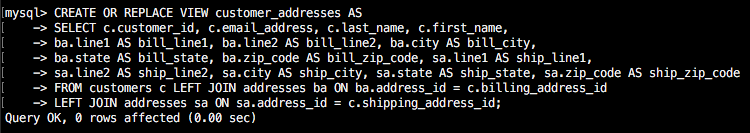 mysql> CREATE OR REPLACE VIEW customer_addresses AS
    -> SELECT c.customer_id, c.email_address, c.last_name, c.first_name,
    -> ba.line1 AS bill_line1, ba.line2 AS bill_line2, ba.city AS bill_city,
    -> ba.state AS bill_state, ba.zip_code AS bill_zip_code, sa.line1 AS ship_line1,
    -> sa.line2 AS ship_line2, sa.city AS ship_city, sa.state AS ship_state, sa.zip_code AS ship_zip_code
    -> FROM customers c LEFT JOIN addresses ba ON ba.address_id = c.billing_address_id
    -> LEFT JOIN addresses sa ON sa.address_id = c.shipping_address_id;
Query OK, 0 rows affected (0.00 sec)